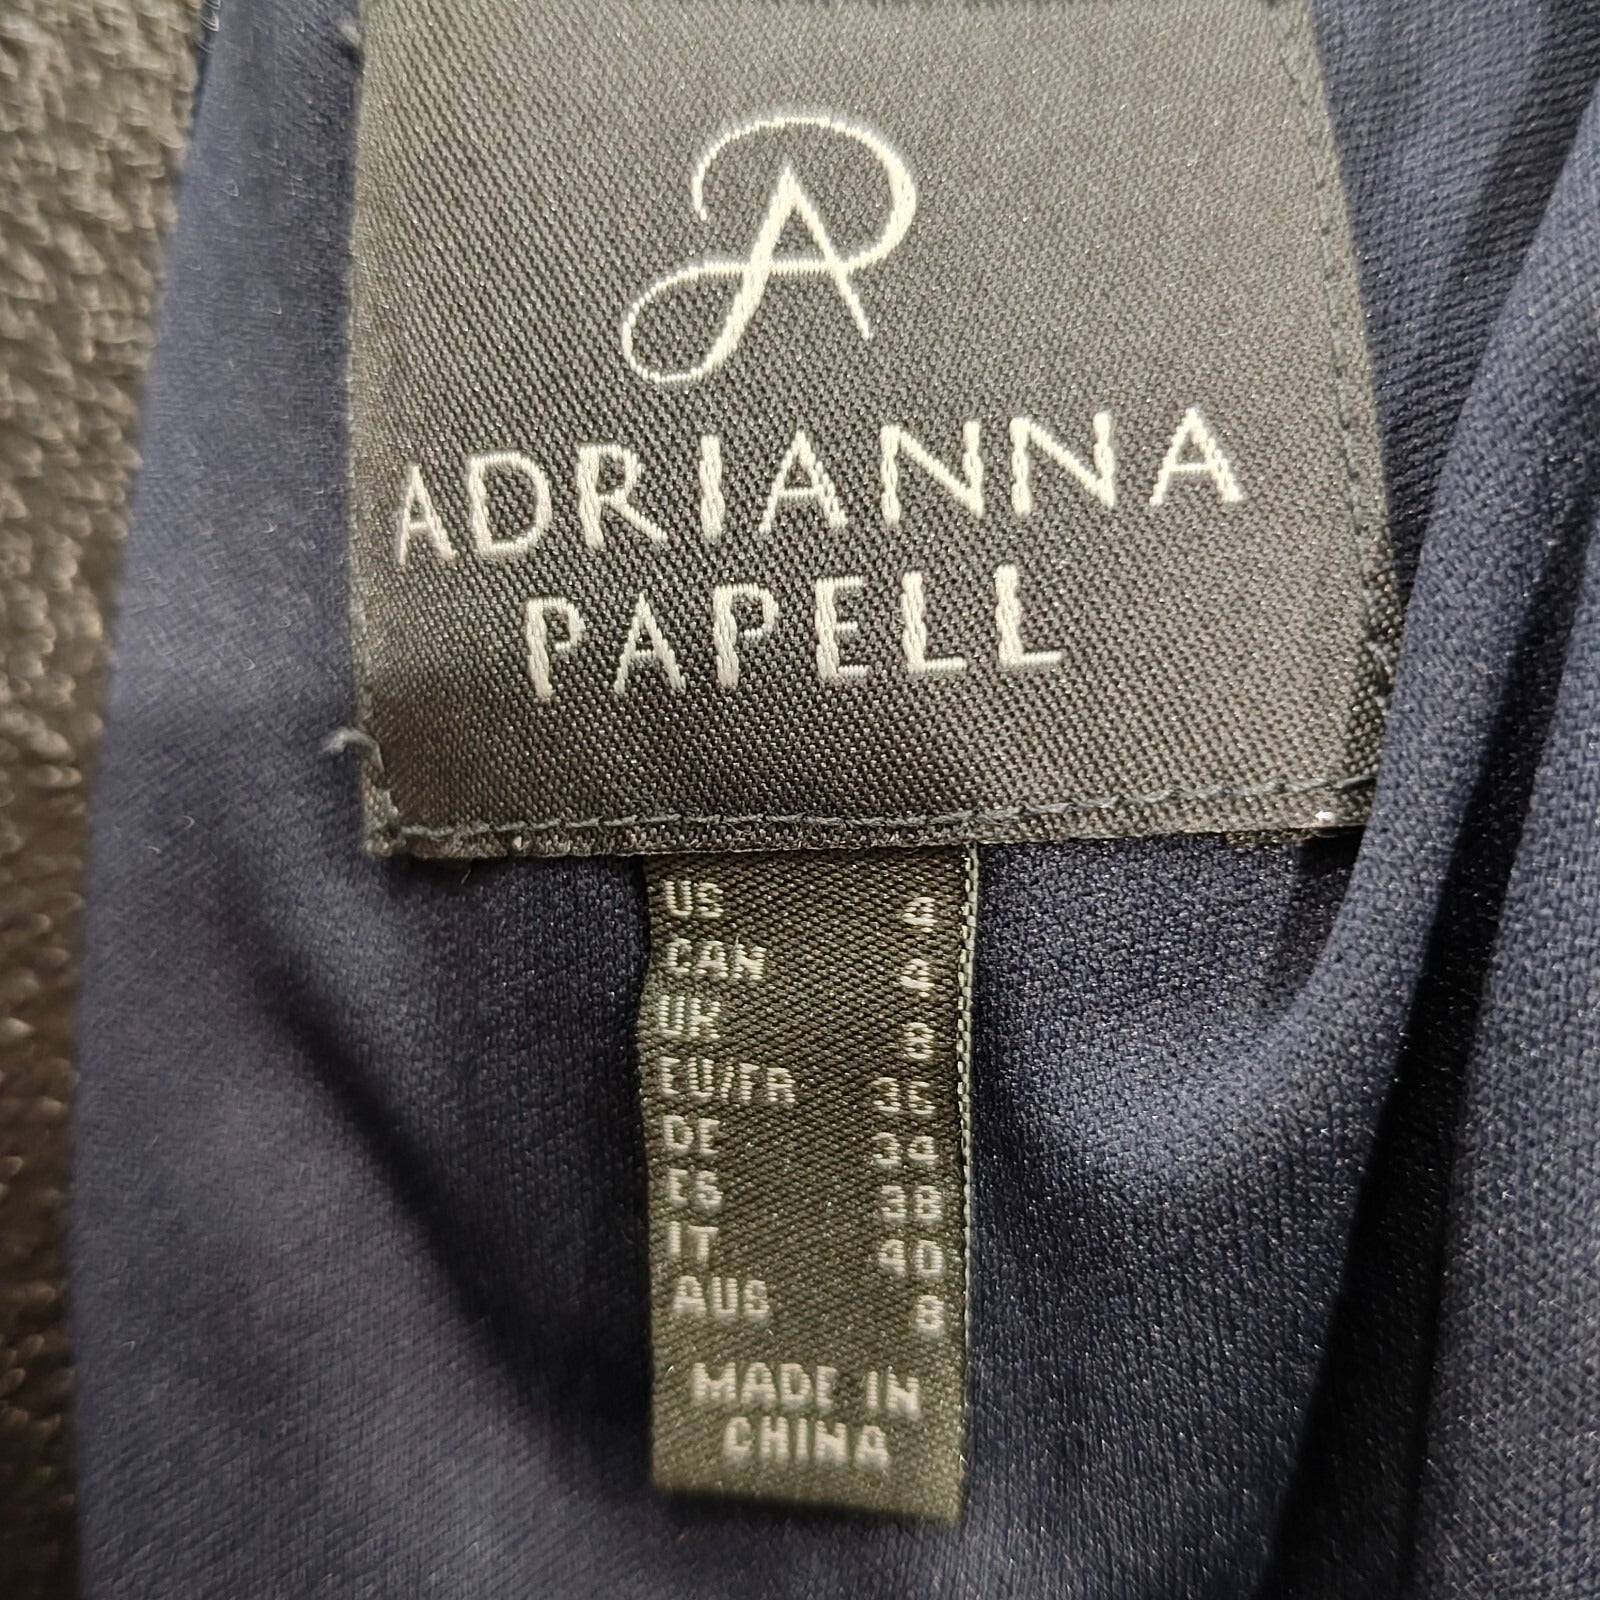 ADRIANNA
PAPELL
US 4
CAN 4
UK 8
EU/FR 36
DE 34
ES 38
IT 40
AUS 8
MADE IN
CHINA